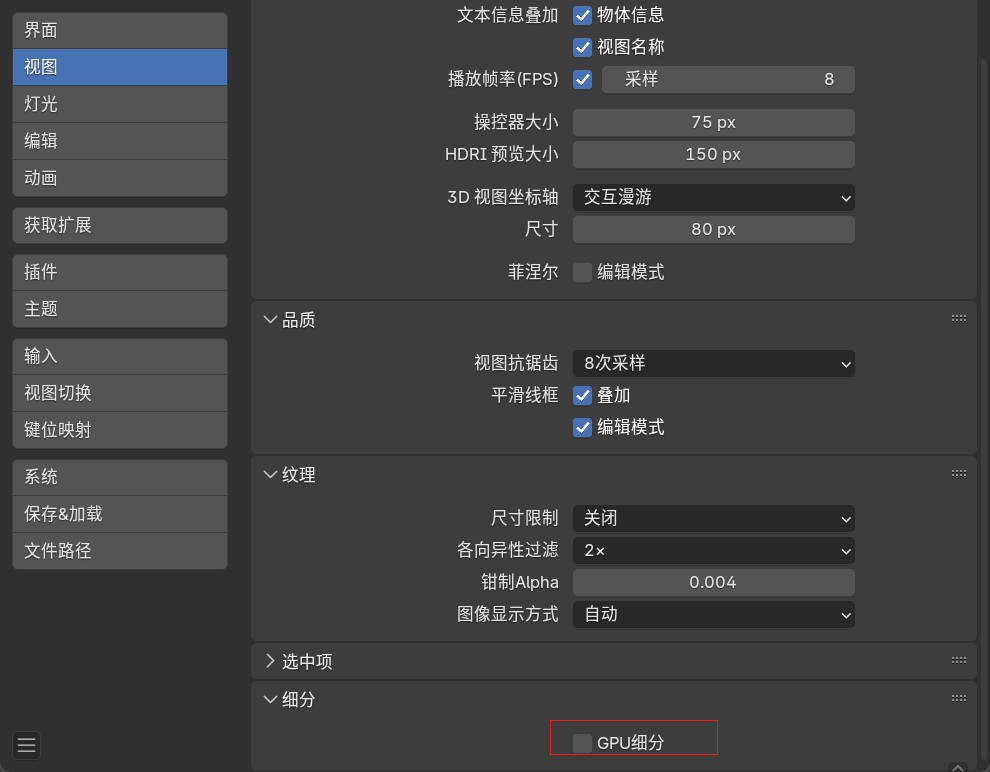 界面
视图
灯光
编辑
动画
获取扩展
插件
主题
输入
视图切换
键位映射
系统
保存&加载
文件路径
文本信息叠加 物体信息
视图名称
播放帧率(FPS) 采样 8
操控器大小 75 px
HDRI 预览大小 150 px
3D 视图坐标轴 交互漫游
尺寸 80 px
菲涅尔 编辑模式
品质
视图抗锯齿 8次采样
平滑线框 叠加
编辑模式
纹理
尺寸限制 关闭
各向异性过滤 2×
钳制Alpha 0.004
图像显示方式 自动
选中项
细分
GPU细分